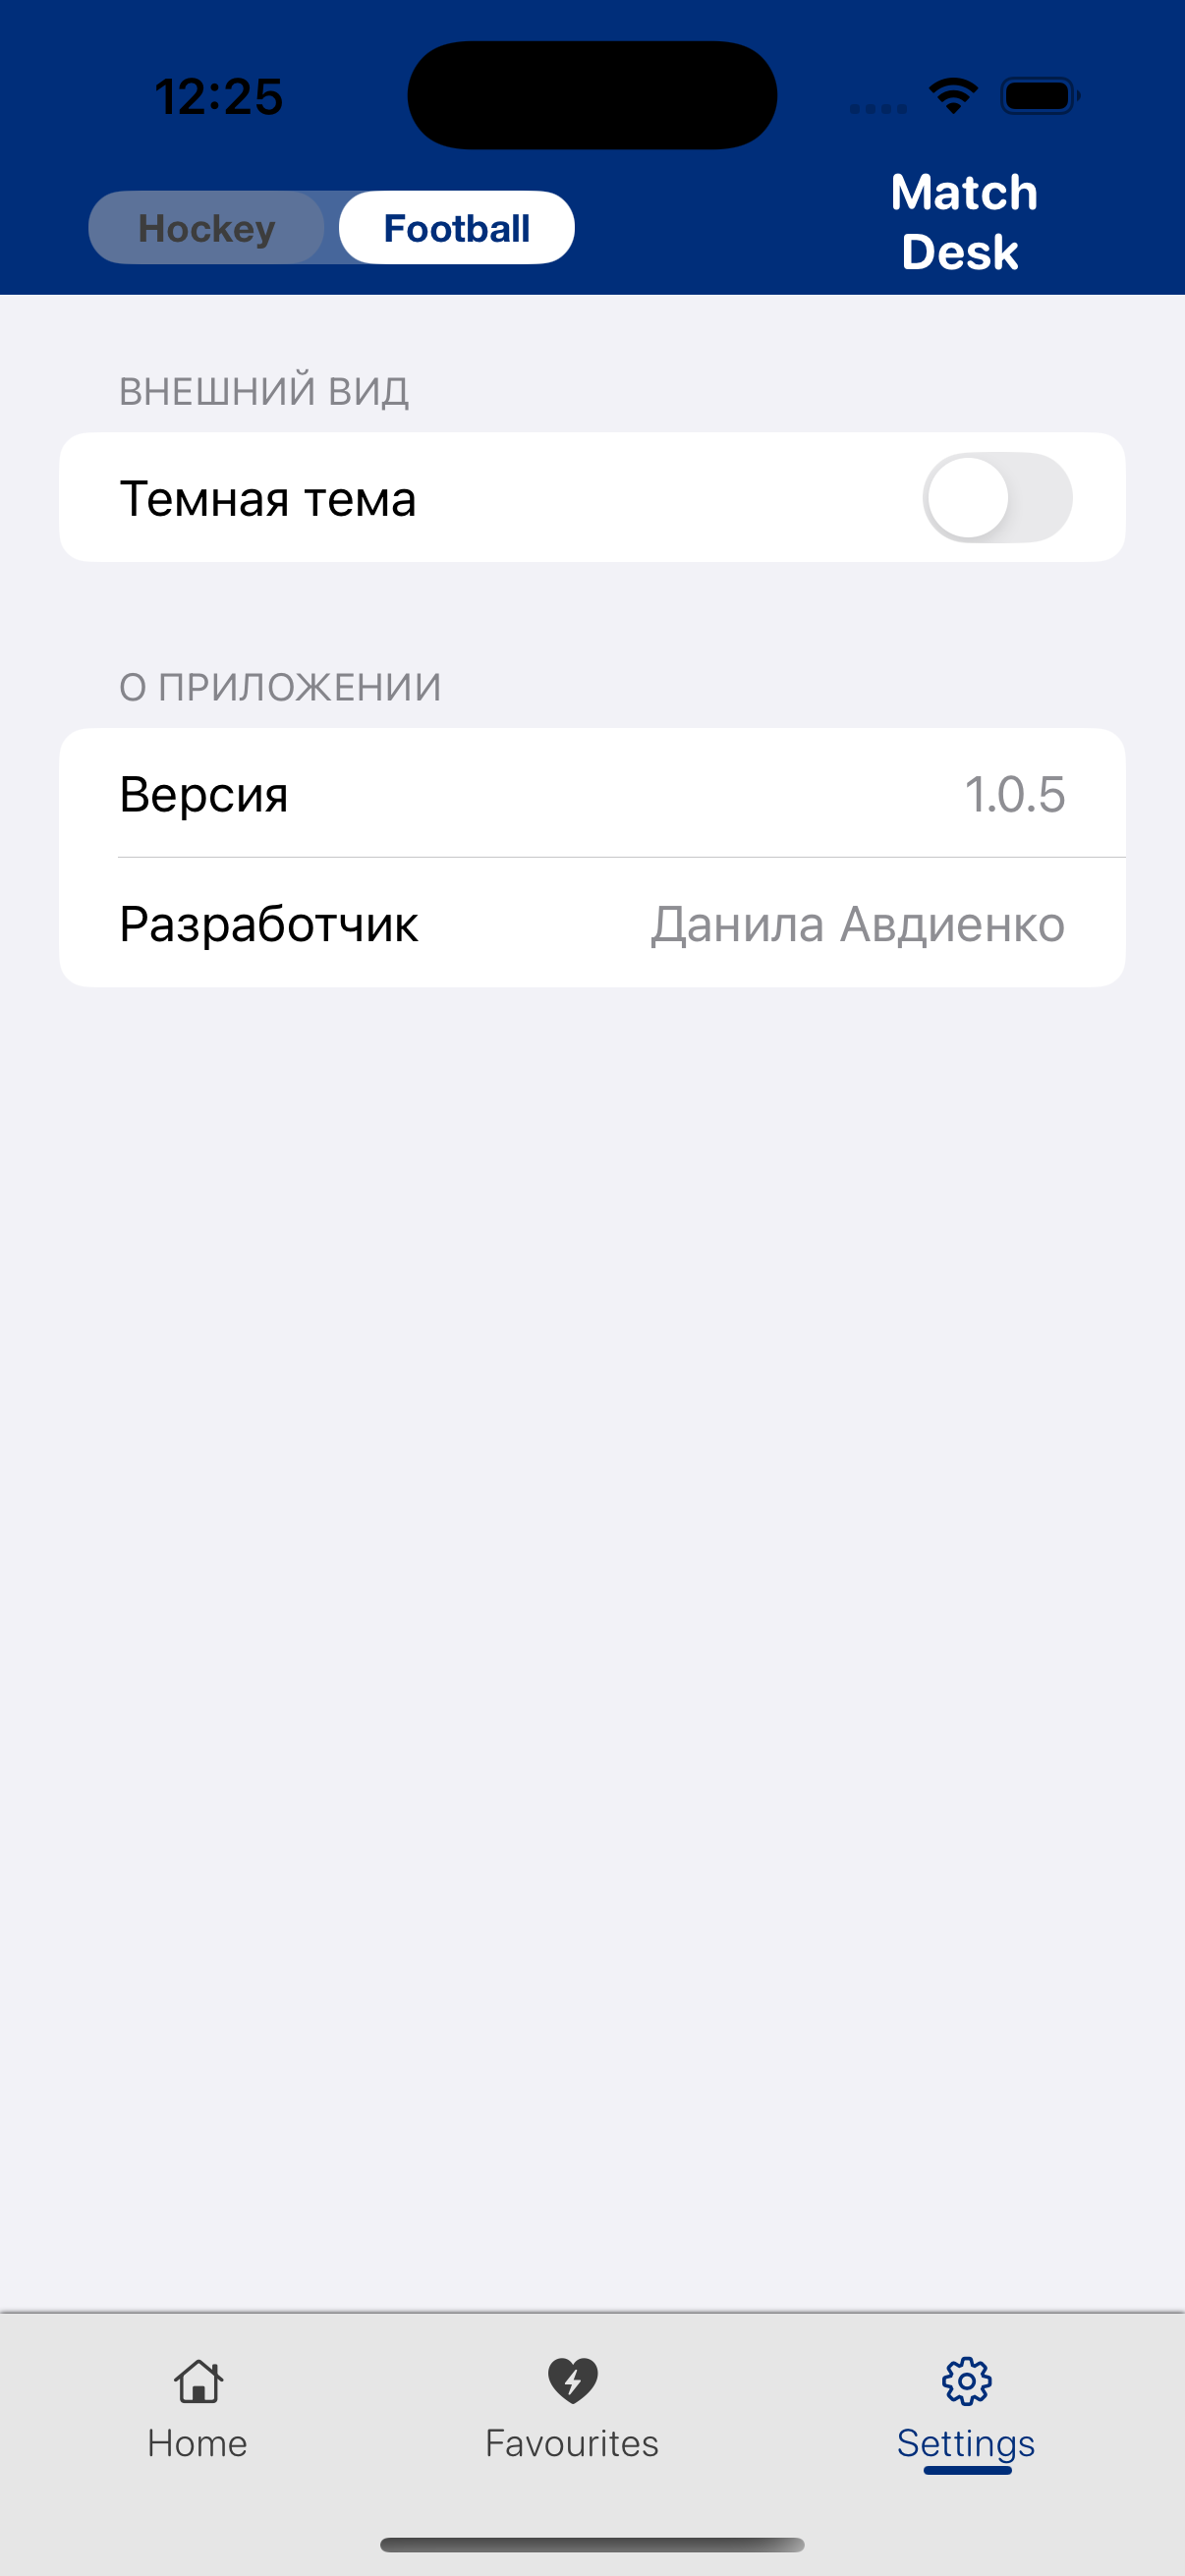 12:25
Hockey Football
Match
Desk
ВНЕШНИЙ ВИД
Темная тема
О ПРИЛОЖЕНИИ
Версия 1.0.5
Разработчик Данила Авдиенко
Home Favourites Settings